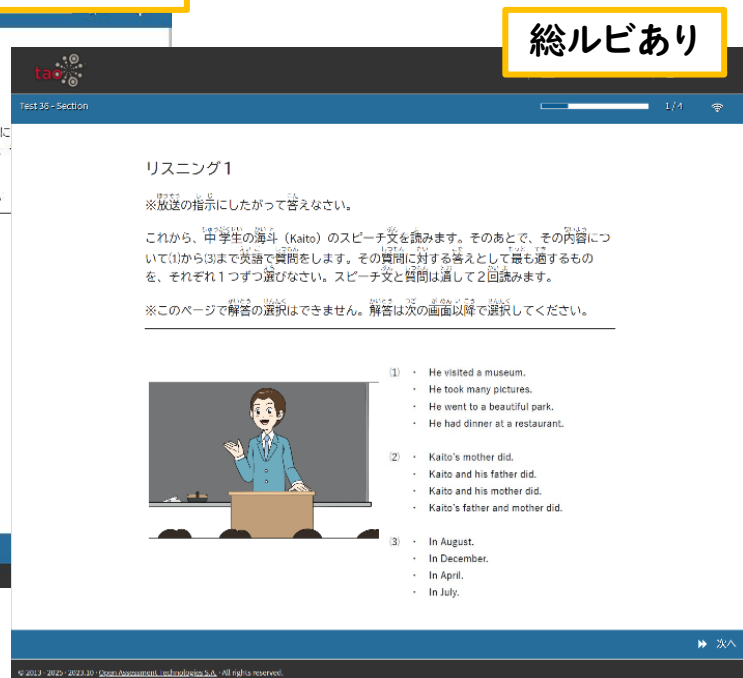 総ルビあり
tao
Test 36 - Section
1/4
リスニング1
※放送の指示にしたがって答えなさい。
これから、中学生の海斗（Kaito）のスピーチ文を読みます。そのあとで、その内容につ
いて⑴から⑶まで英語で質問をします。その質問に対する答えとして最も適するもの
を、それぞれ1つずつ選びなさい。スピーチ文と質問は通して2回読みます。
※このページで解答の選択はできません。解答は次の画面以降で選択してください。
⑴ ・ He visited a museum.
・ He took many pictures.
・ He went to a beautiful park.
・ He had dinner at a restaurant.
⑵ ・ Kaito's mother did.
・ Kaito and his father did.
・ Kaito and his mother did.
・ Kaito's father and mother did.
⑶ ・ In August.
・ In December.
・ In April.
・ In July.
次へ
© 2013 - 2025 · 2023.10 · Open Assessment Technologies S.A. · All rights reserved.